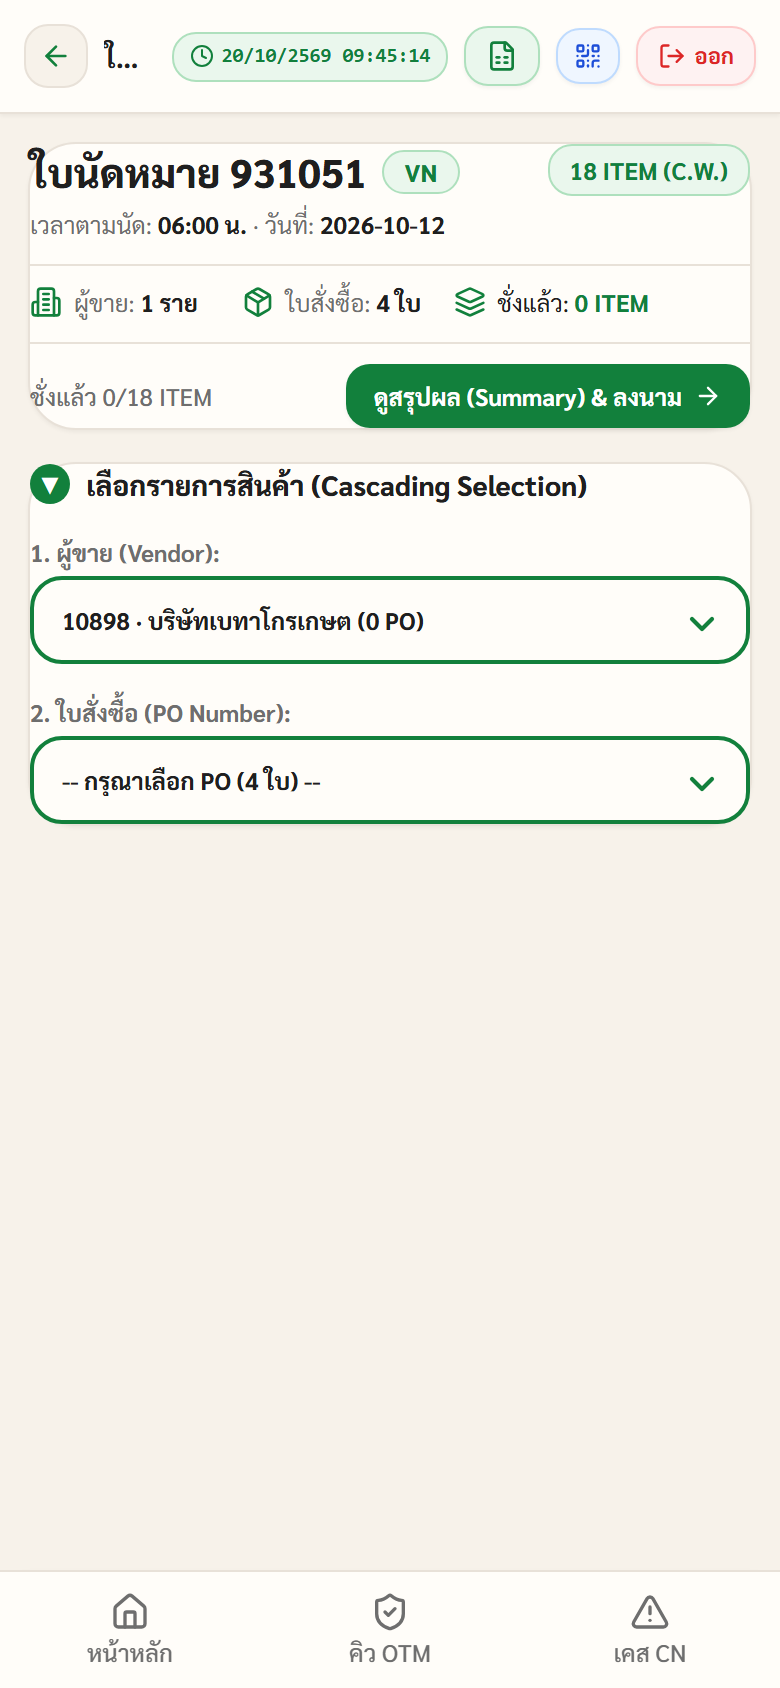 ใ...
20/10/2569 09:45:14
ออก
ใบนัดหมาย 931051
VN
18 ITEM (C.W.)
เวลาตามนัด: 06:00 น. · วันที่: 2026-10-12
ผู้ขาย: 1 ราย
ใบสั่งซื้อ: 4 ใบ
ชั่งแล้ว: 0 ITEM
ชั่งแล้ว 0/18 ITEM
ดูสรุปผล (Summary) & ลงนาม →
▼ เลือกรายการสินค้า (Cascading Selection)
1. ผู้ขาย (Vendor):
10898 · บริษัทเบทาโกรเกษต (0 PO)
2. ใบสั่งซื้อ (PO Number):
-- กรุณาเลือก PO (4 ใบ) --
หน้าหลัก
คิว OTM
เคส CN